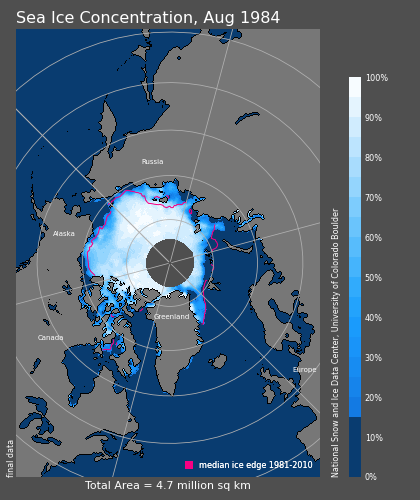 Sea Ice Concentration, Aug 1984
Russia
Alaska
Greenland
Canada
Europe
median ice edge 1981-2010
Total Area = 4.7 million sq km
final data
National Snow and Ice Data Center, University of Colorado Boulder
100%
90%
80%
70%
60%
50%
40%
30%
20%
10%
0%